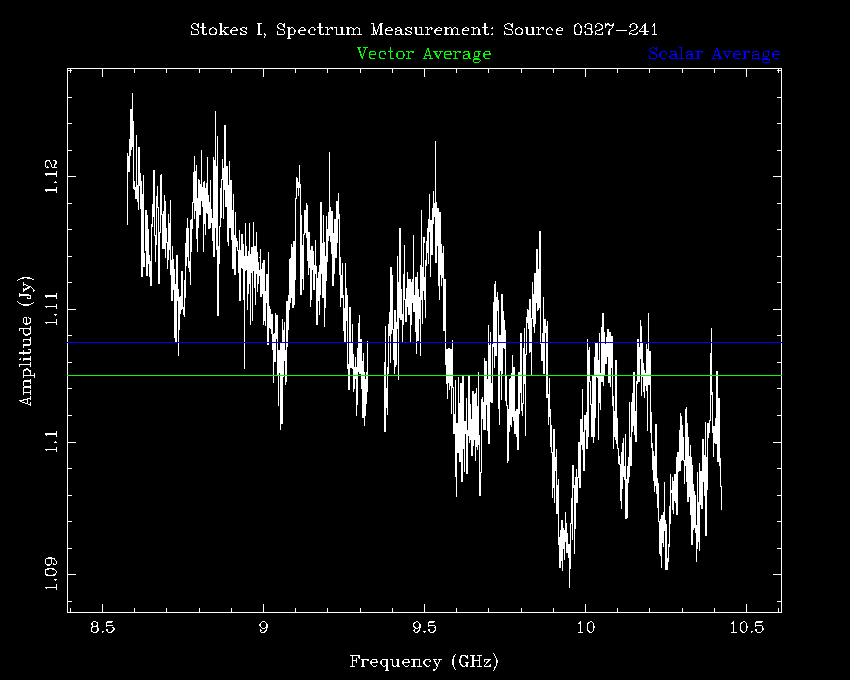 Stokes I, Spectrum Measurement: Source 0327−241
Vector Average Scalar Average
1.12
1.11
1.1
1.09
Amplitude (Jy)
8.5 9 9.5 10 10.5
Frequency (GHz)